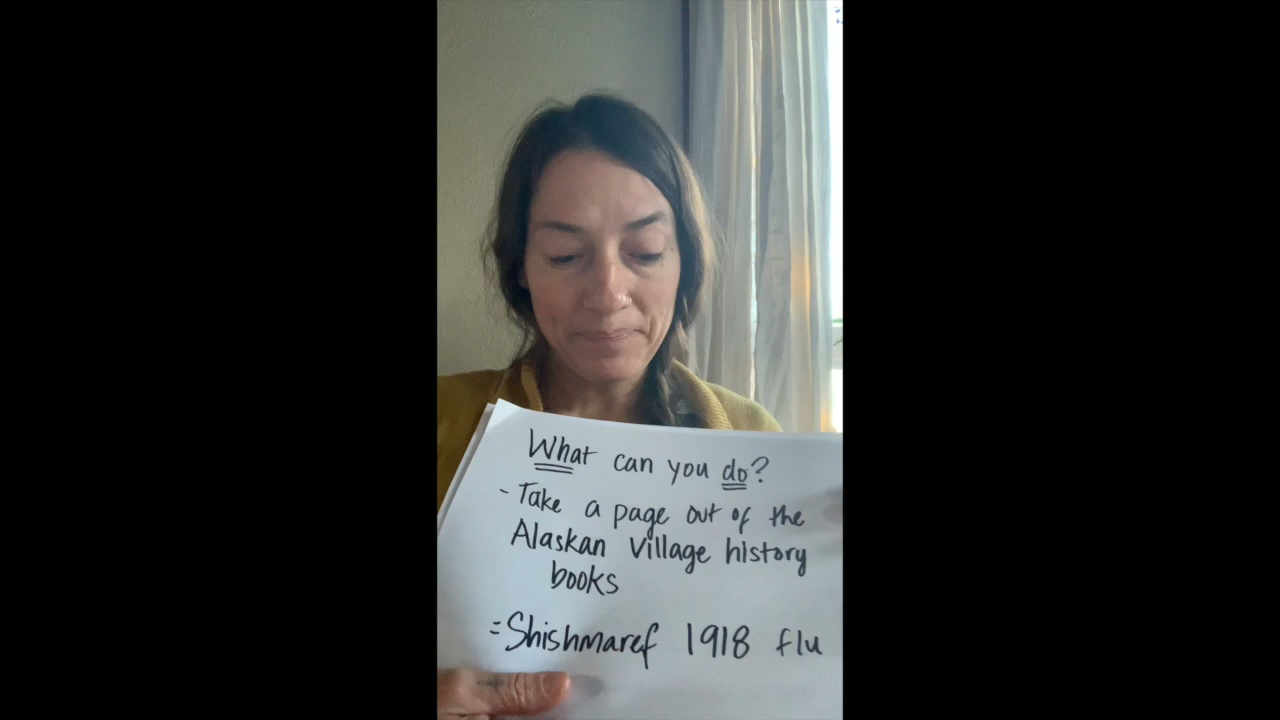 What can you do?
- Take a page out of the
Alaskan Village history
books
= Shishmaref 1918 flu